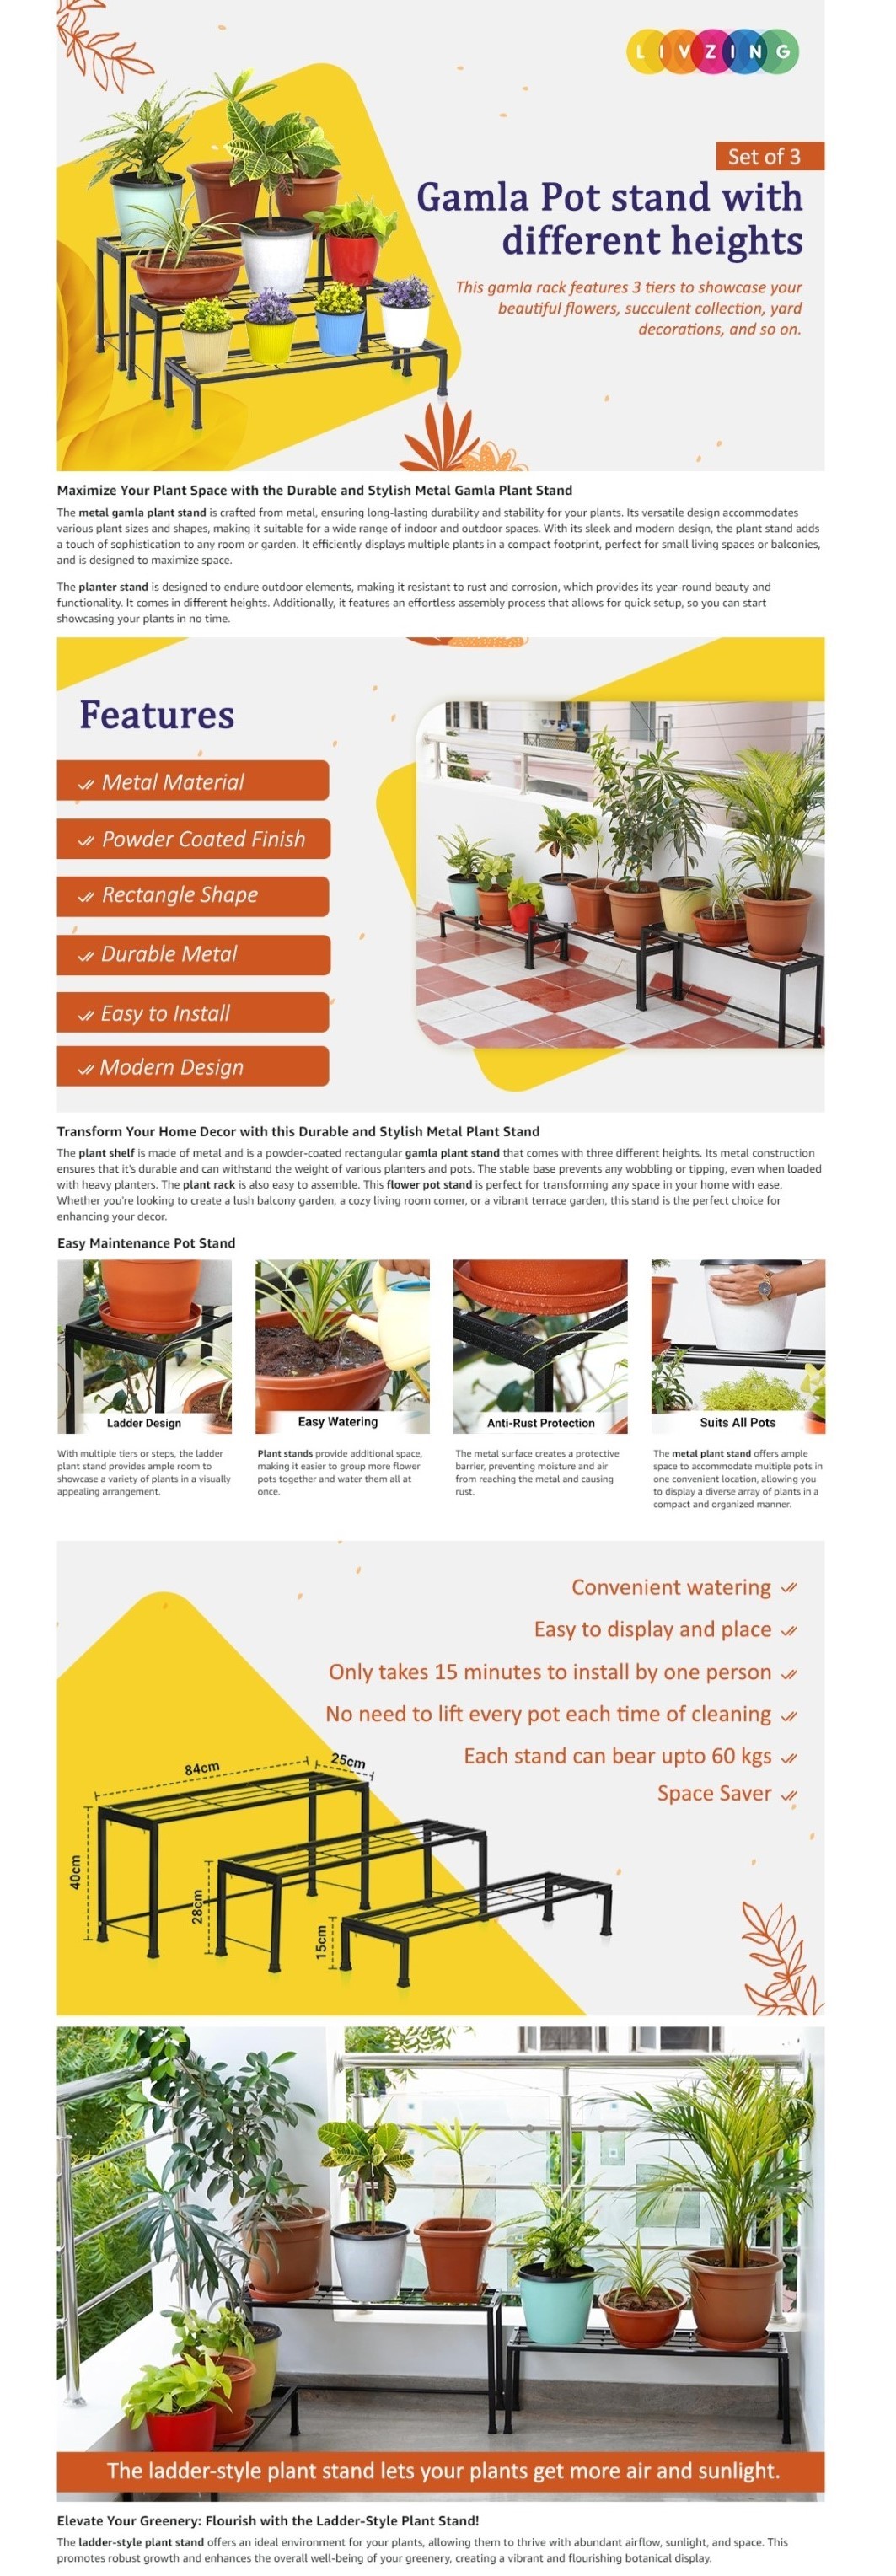 LIVZING
Set of 3
Gamla Pot stand with
different heights
This gamla rack features 3 tiers to showcase your
beautiful flowers, succulent collection, yard
decorations, and so on.
Maximize Your Plant Space with the Durable and Stylish Metal Gamla Plant Stand
The metal gamla plant stand is crafted from metal, ensuring long-lasting durability and stability for your plants. Its versatile design accommodates
various plant sizes and shapes, making it suitable for a wide range of indoor and outdoor spaces. With its sleek and modern design, the plant stand adds
a touch of sophistication to any room or garden. It efficiently displays multiple plants in a compact footprint, perfect for small living spaces or balconies,
and is designed to maximize space.
The planter stand is designed to endure outdoor elements, making it resistant to rust and corrosion, which provides its year-round beauty and
functionality. It comes in different heights. Additionally, it features an effortless assembly process that allows for quick setup, so you can start
showcasing your plants in no time.
Features
Metal Material
Powder Coated Finish
Rectangle Shape
Durable Metal
Easy to Install
Modern Design
Transform Your Home Decor with this Durable and Stylish Metal Plant Stand
The plant shelf is made of metal and is a powder-coated rectangular gamla plant stand that comes with three different heights. Its metal construction
ensures that it's durable and can withstand the weight of various planters and pots. The stable base prevents any wobbling or tipping, even when loaded
with heavy planters. The plant rack is also easy to assemble. This flower pot stand is perfect for transforming any space in your home with ease.
Whether you're looking to create a lush balcony garden, a cozy living room corner, or a vibrant terrace garden, this stand is the perfect choice for
enhancing your decor.
Easy Maintenance Pot Stand
Ladder Design
With multiple tiers or steps, the ladder
plant stand provides ample room to
showcase a variety of plants in a visually
appealing arrangement.
Easy Watering
Plant stands provide additional space,
making it easier to group more flower
pots together and water them all at
once.
Anti-Rust Protection
The metal surface creates a protective
barrier, preventing moisture and air
from reaching the metal and causing
rust.
Suits All Pots
The metal plant stand offers ample
space to accommodate multiple pots in
one convenient location, allowing you
to display a diverse array of plants in a
compact and organized manner.
Convenient watering
Easy to display and place
Only takes 15 minutes to install by one person
No need to lift every pot each time of cleaning
Each stand can bear upto 60 kgs
Space Saver
84cm
25cm
40cm
28cm
15cm
The ladder-style plant stand lets your plants get more air and sunlight.
Elevate Your Greenery: Flourish with the Ladder-Style Plant Stand!
The ladder-style plant stand offers an ideal environment for your plants, allowing them to thrive with abundant airflow, sunlight, and space. This
promotes robust growth and enhances the overall well-being of your greenery, creating a vibrant and flourishing botanical display.